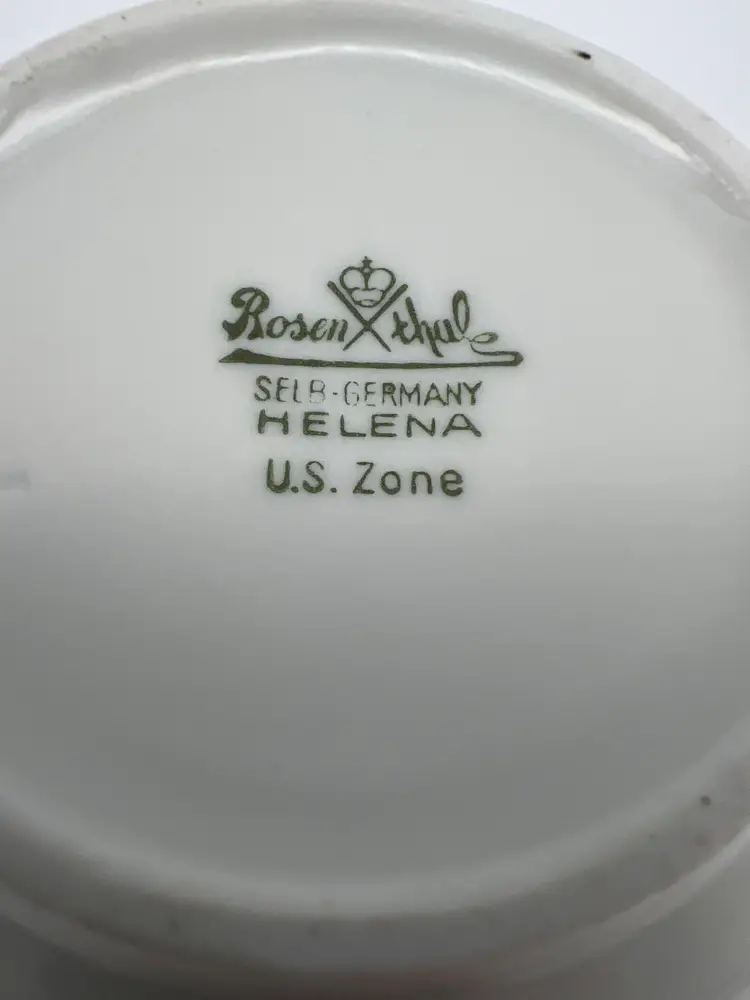 Rosenthal
SELB-GERMANY
HELENA
U.S. Zone